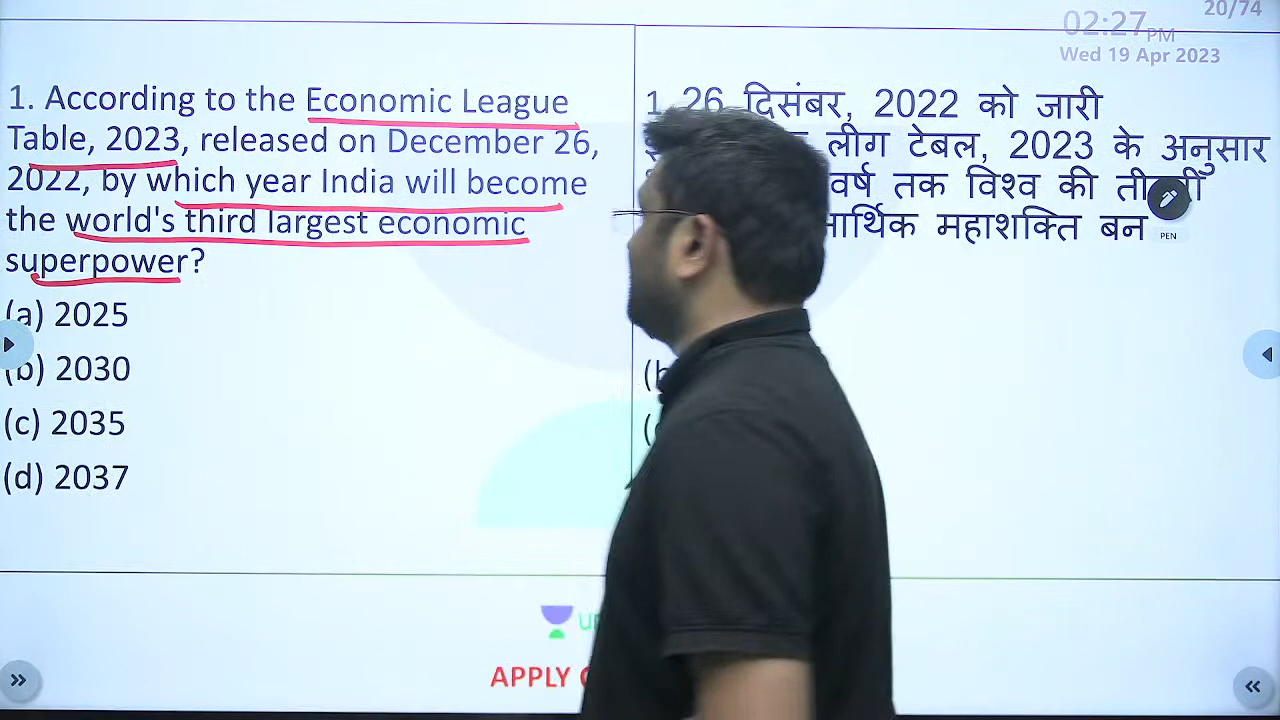 20/74
02:27 PM
Wed 19 Apr 2023
1. According to the Economic League
Table, 2023, released on December 26,
2022, by which year India will become
the world's third largest economic
superpower?
(a) 2025
(b) 2030
(c) 2035
(d) 2037
1. 26 दिसंबर, 2022 को जारी
लीग टेबल, 2023 के अनुसार
वर्ष तक विश्व की
महाशक्ति बन
PEN
APPLY